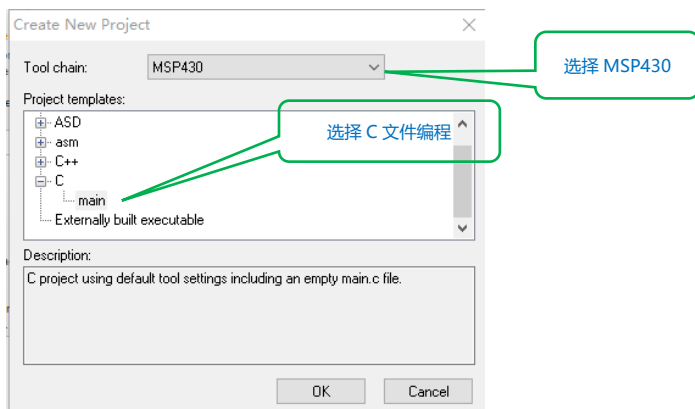 Create New Project
Tool chain: MSP430
选择 MSP430
Project templates:
ASD
选择 C 文件编程
asm
C++
C
main
Externally built executable
Description:
C project using default tool settings including an empty main.c file.
OK Cancel